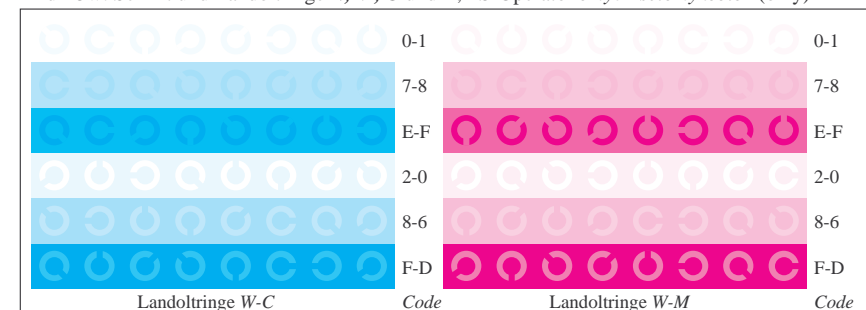 0-1 0-1
7-8 7-8
E-F E-F
2-0 2-0
8-6 8-6
F-D F-D
Landoltringe W-C Code Landoltringe W-M Code